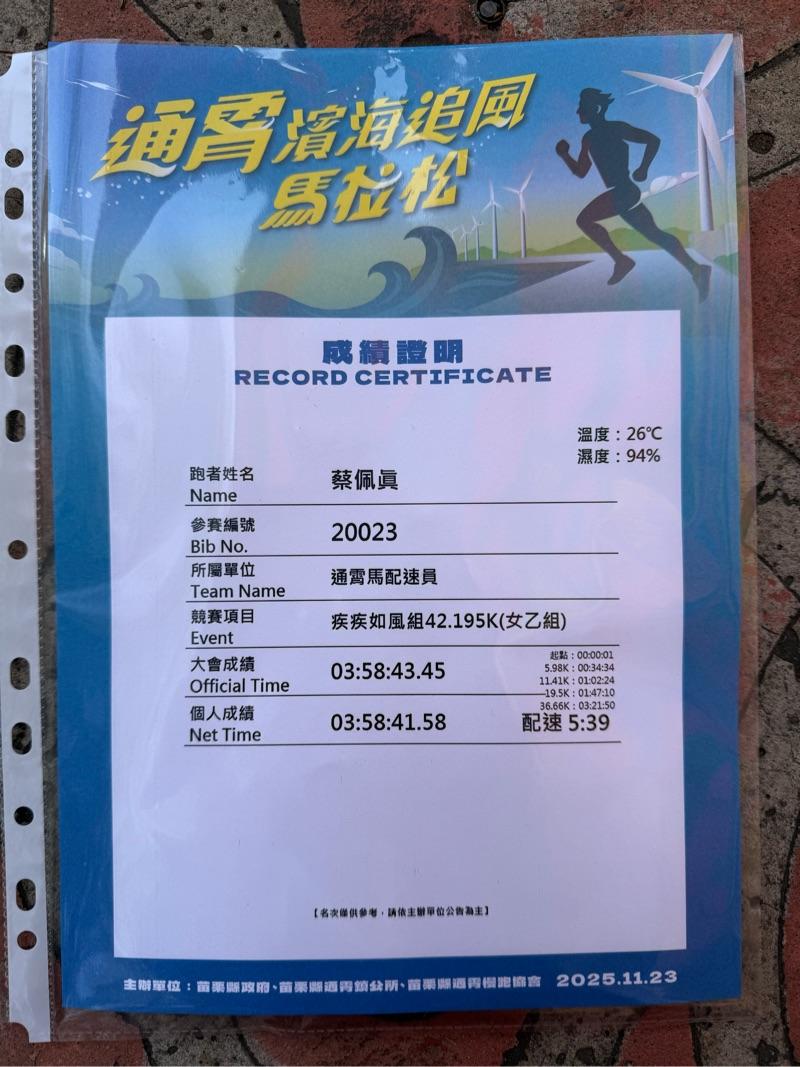 通霄濱海追風
馬拉松
成績證明
RECORD CERTIFICATE
溫度：26℃
濕度：94%
跑者姓名
Name
蔡佩眞
參賽編號
Bib No.
20023
所屬單位
Team Name
通霄馬配速員
競賽項目
Event
疾疾如風組42.195K(女乙組)
大會成績
Official Time
03:58:43.45
起點：00:00:01
5.98K：00:34:34
11.41K：01:02:24
19.5K：01:47:10
36.66K：03:21:50
個人成績
Net Time
03:58:41.58
配速 5:39
【名次僅供參考，請依主辦單位公告為主】
主辦單位：苗栗縣政府、苗栗縣通霄鎮公所、苗栗縣通霄慢跑協會 2025.11.23